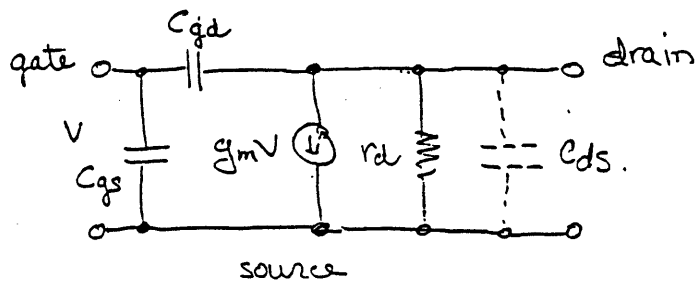 Cgd
gate
drain
V
Cgs
gmV
rd
Cds.
source